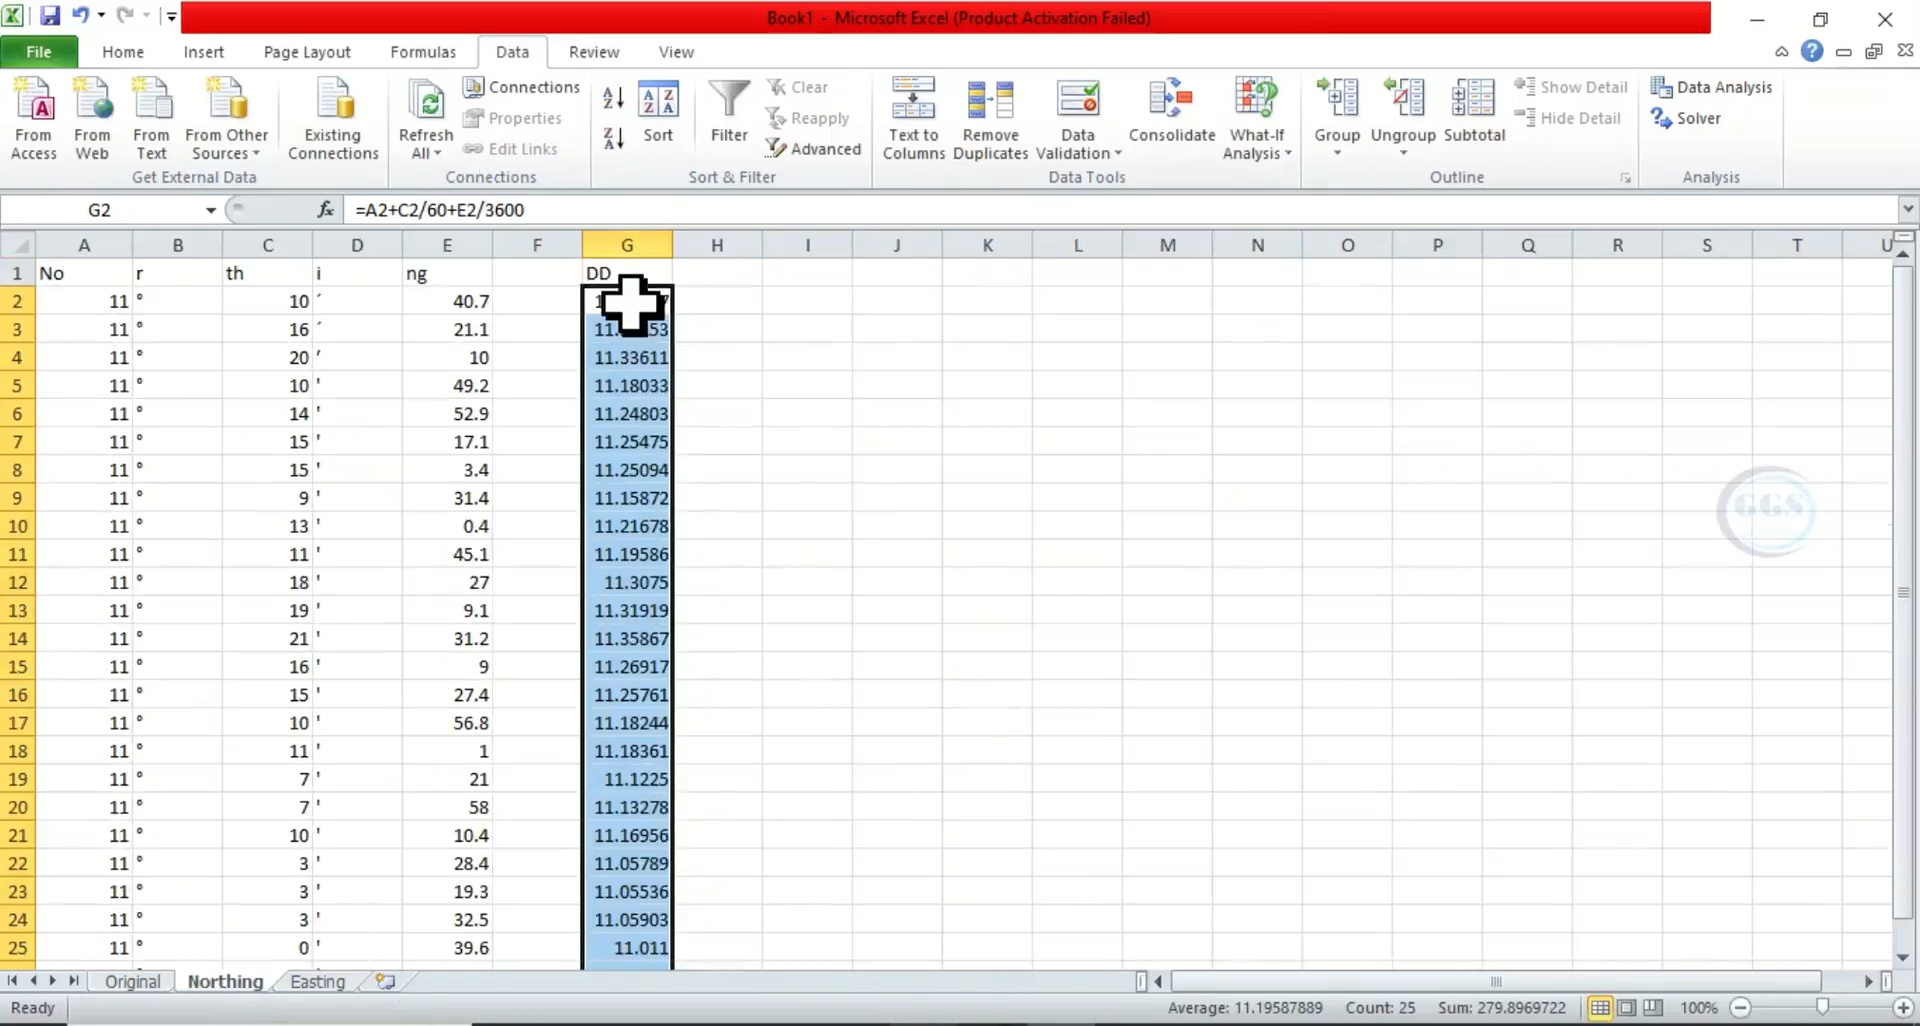 Book1 - Microsoft Excel (Product Activation Failed)
File Home Insert Page Layout Formulas Data Review View
From Access From Web From Text From Other Sources Existing Connections Refresh All Connections Properties Edit Links Sort Filter Clear Reapply Advanced Text to Columns Remove Duplicates Data Validation Consolidate What-If Analysis Group Ungroup Subtotal Show Detail Hide Detail Data Analysis Solver
Get External Data Connections Sort & Filter Data Tools Outline Analysis
G2 fx =A2+C2/60+E2/3600
A B C D E F G H I J K L M N O P Q R S T U
1 No r th i ng DD
2 11 ° 10 ´ 40.7
3 11 ° 16 ´ 21.1
4 11 ° 20 ′ 10 11.33611
5 11 ° 10 ' 49.2 11.18033
6 11 ° 14 ' 52.9 11.24803
7 11 ° 15 ' 17.1 11.25475
8 11 ° 15 ' 3.4 11.25094
9 11 ° 9 ' 31.4 11.15872
10 11 ° 13 ' 0.4 11.21678
11 11 ° 11 ' 45.1 11.19586
12 11 ° 18 ' 27 11.3075
13 11 ° 19 ' 9.1 11.31919
14 11 ° 21 ' 31.2 11.35867
15 11 ° 16 ' 9 11.26917
16 11 ° 15 ' 27.4 11.25761
17 11 ° 10 ' 56.8 11.18244
18 11 ° 11 ' 1 11.18361
19 11 ° 7 ' 21 11.1225
20 11 ° 7 ' 58 11.13278
21 11 ° 10 ' 10.4 11.16956
22 11 ° 3 ' 28.4 11.05789
23 11 ° 3 ' 19.3 11.05536
24 11 ° 3 ' 32.5 11.05903
25 11 ° 0 ' 39.6 11.011
GGS
Original Northing Easting
Ready Average: 11.19587889 Count: 25 Sum: 279.8969722 100%